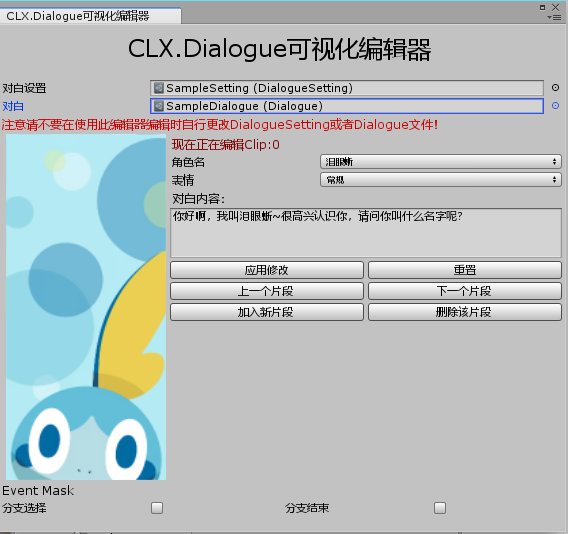 CLX.Dialogue可视化编辑器
CLX.Dialogue可视化编辑器
对白设置 SampleSetting (DialogueSetting)
对白 SampleDialogue (Dialogue)
注意请不要在使用此编辑器编辑时自行更改DialogueSetting或者Dialogue文件!
现在正在编辑Clip:0
角色名 泪眼蜥
表情 常规
对白内容:
你好啊，我叫泪眼蜥~很高兴认识你，请问你叫什么名字呢?
应用修改 重置
上一个片段 下一个片段
加入新片段 删除该片段
Event Mask
分支选择 分支结束